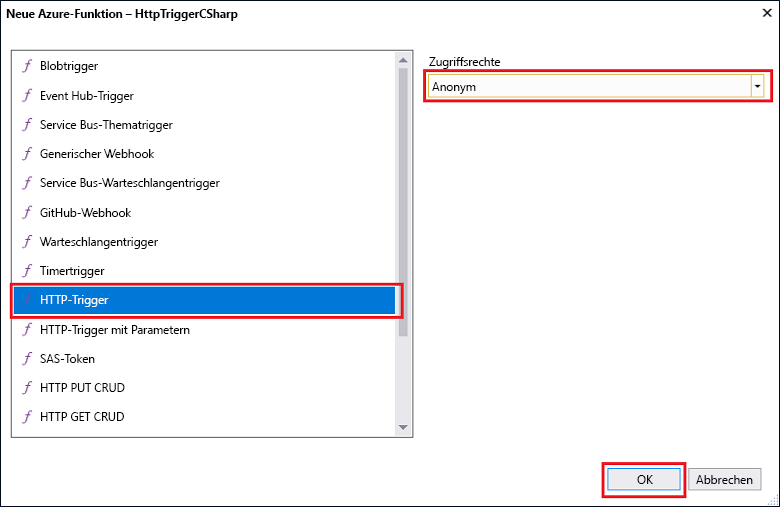 Neue Azure-Funktion – HttpTriggerCSharp
Blobtrigger
Event Hub-Trigger
Service Bus-Thematrigger
Generischer Webhook
Service Bus-Warteschlangentrigger
GitHub-Webhook
Warteschlangentrigger
Timertrigger
HTTP-Trigger
HTTP-Trigger mit Parametern
SAS-Token
HTTP PUT CRUD
HTTP GET CRUD
Zugriffsrechte
Anonym
OK
Abbrechen